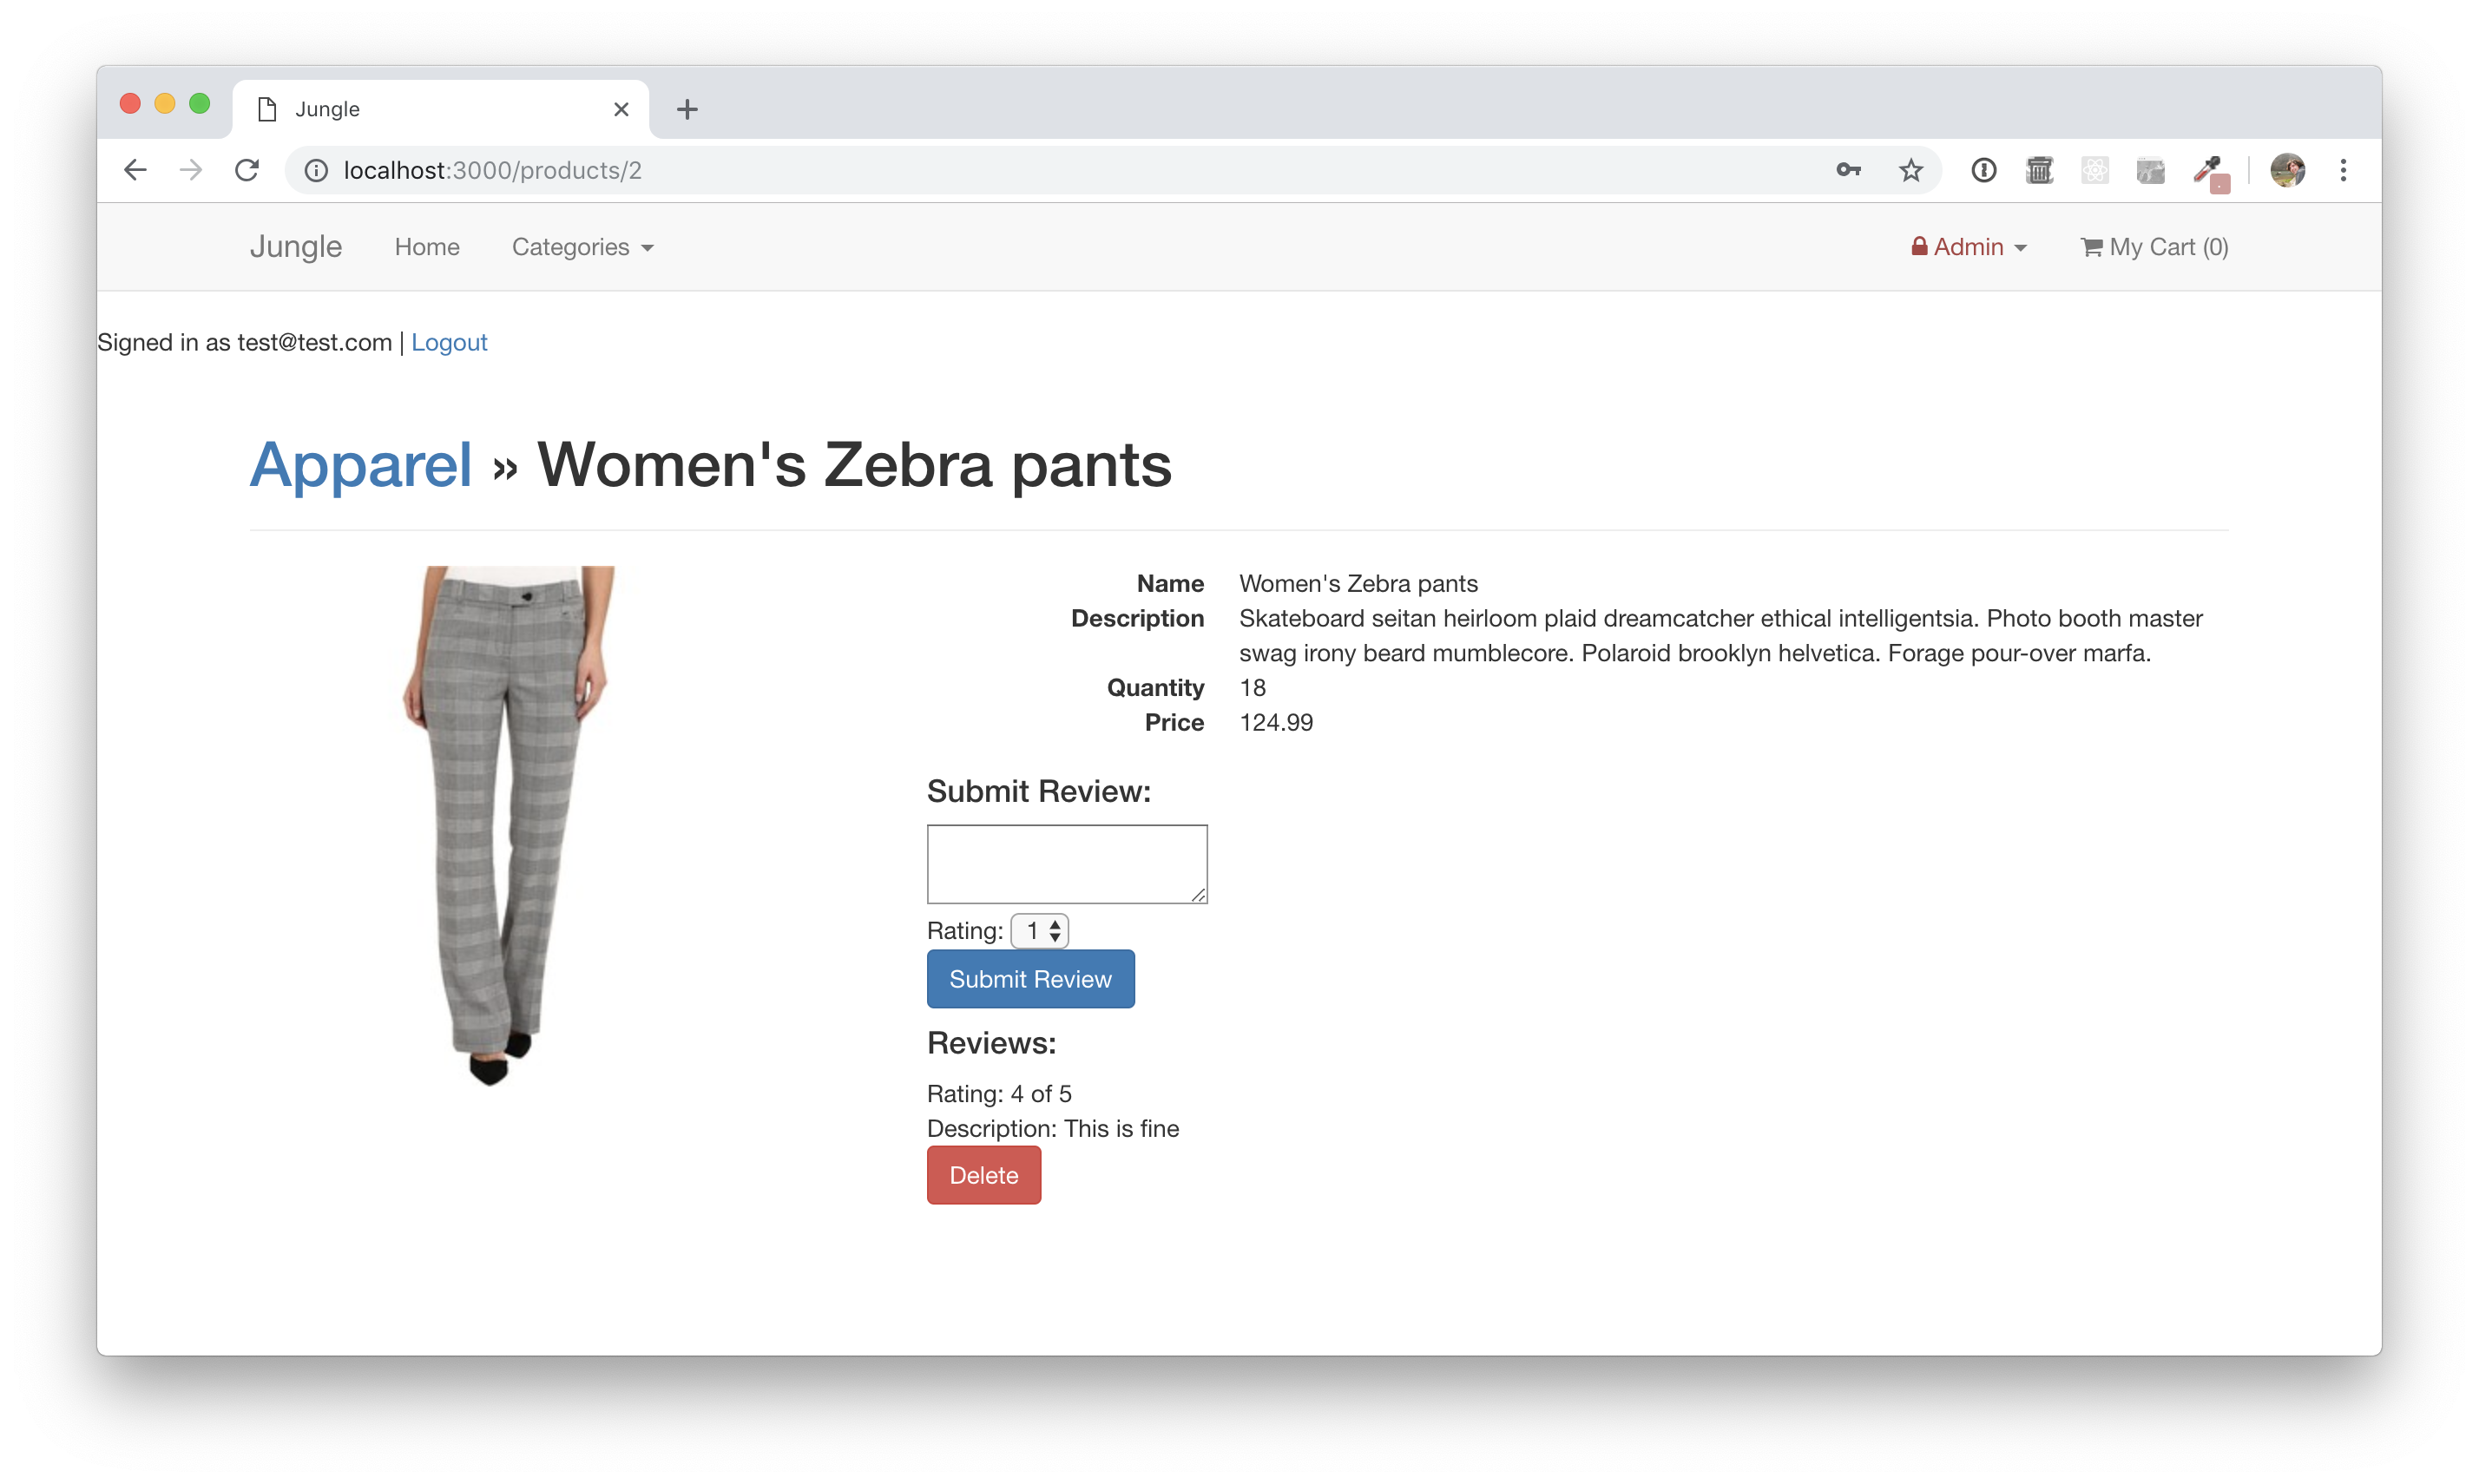 Jungle
localhost:3000/products/2
Jungle Home Categories Admin My Cart (0)
Signed in as test@test.com | Logout
Apparel » Women's Zebra pants
Name Women's Zebra pants
Description Skateboard seitan heirloom plaid dreamcatcher ethical intelligentsia. Photo booth master
swag irony beard mumblecore. Polaroid brooklyn helvetica. Forage pour-over marfa.
Quantity 18
Price 124.99
Submit Review:
Rating: 1
Submit Review
Reviews:
Rating: 4 of 5
Description: This is fine
Delete